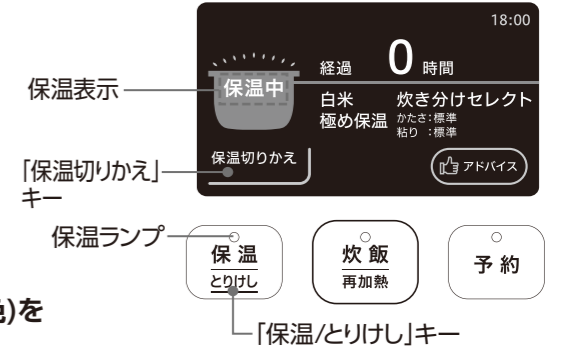 18:00
経過 0 時間
保温表示
保温中
白米 炊き分けセレクト
極め保温 かたさ:標準
粘り :標準
保温切りかえ
アドバイス
「保温切りかえ」
キー
保温ランプ
保温 炊飯 予約
とりけし 再加熱
)を
「保温/とりけし」キー